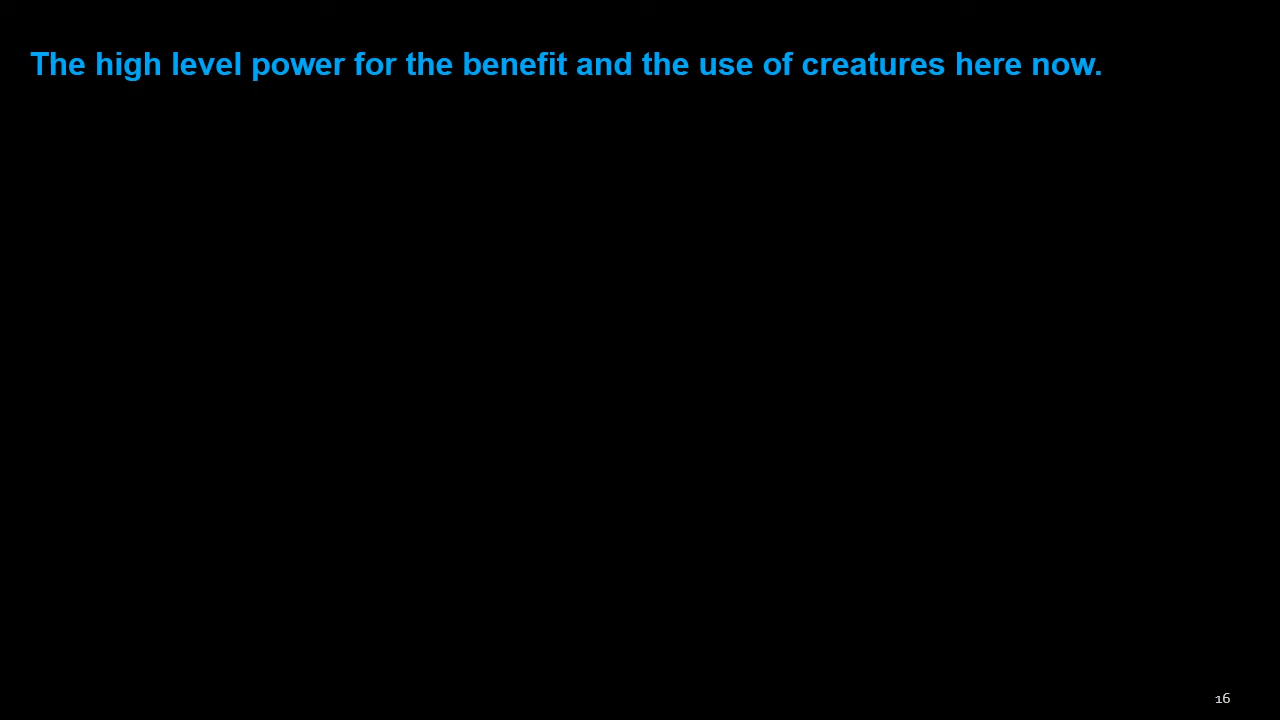 The high level power for the benefit and the use of creatures here now.
16